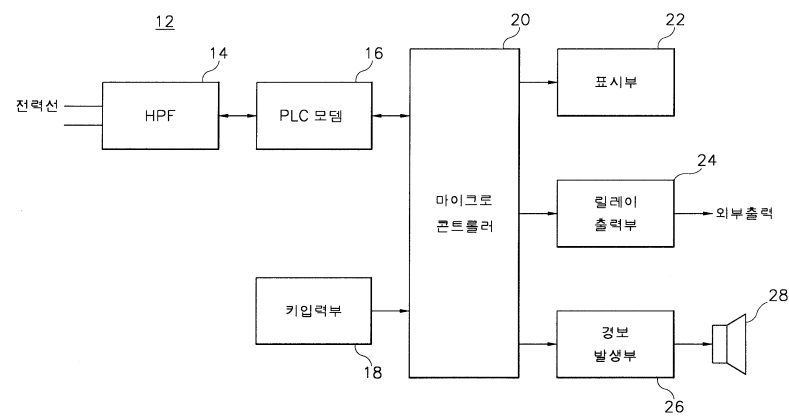 12
14
16
20
22
전력선
HPF
PLC 모뎀
표시부
24
마이크로
콘트롤러
릴레이
출력부
외부출력
키입력부
18
경보
발생부
28
26